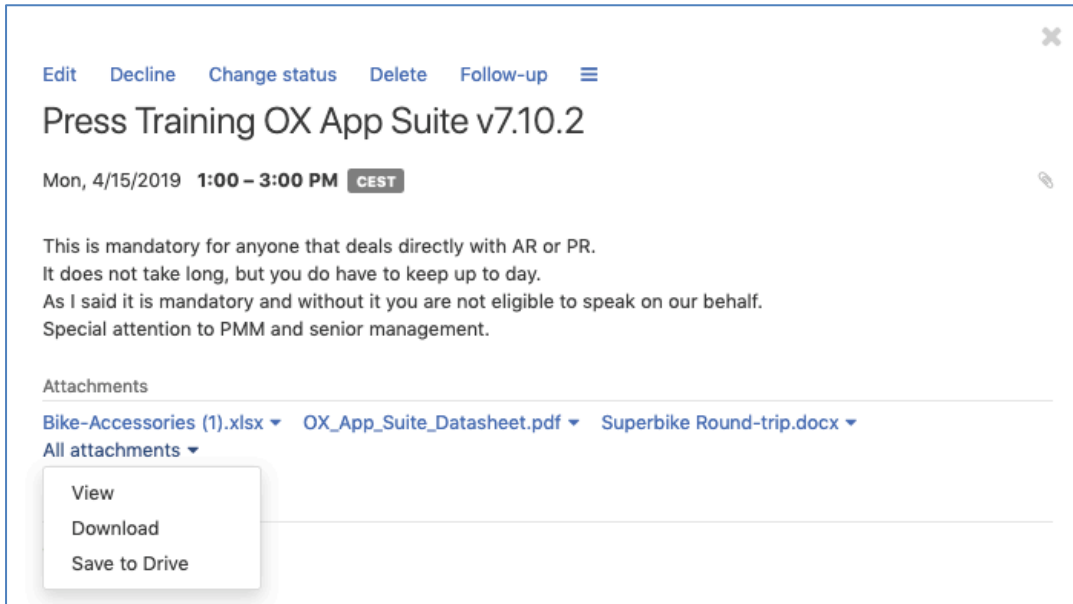 Edit Decline Change status Delete Follow-up
Press Training OX App Suite v7.10.2
Mon, 4/15/2019 1:00 – 3:00 PM CEST
This is mandatory for anyone that deals directly with AR or PR.
It does not take long, but you do have to keep up to day.
As I said it is mandatory and without it you are not eligible to speak on our behalf.
Special attention to PMM and senior management.
Attachments
Bike-Accessories (1).xlsx OX_App_Suite_Datasheet.pdf Superbike Round-trip.docx
All attachments
View
Download
Save to Drive